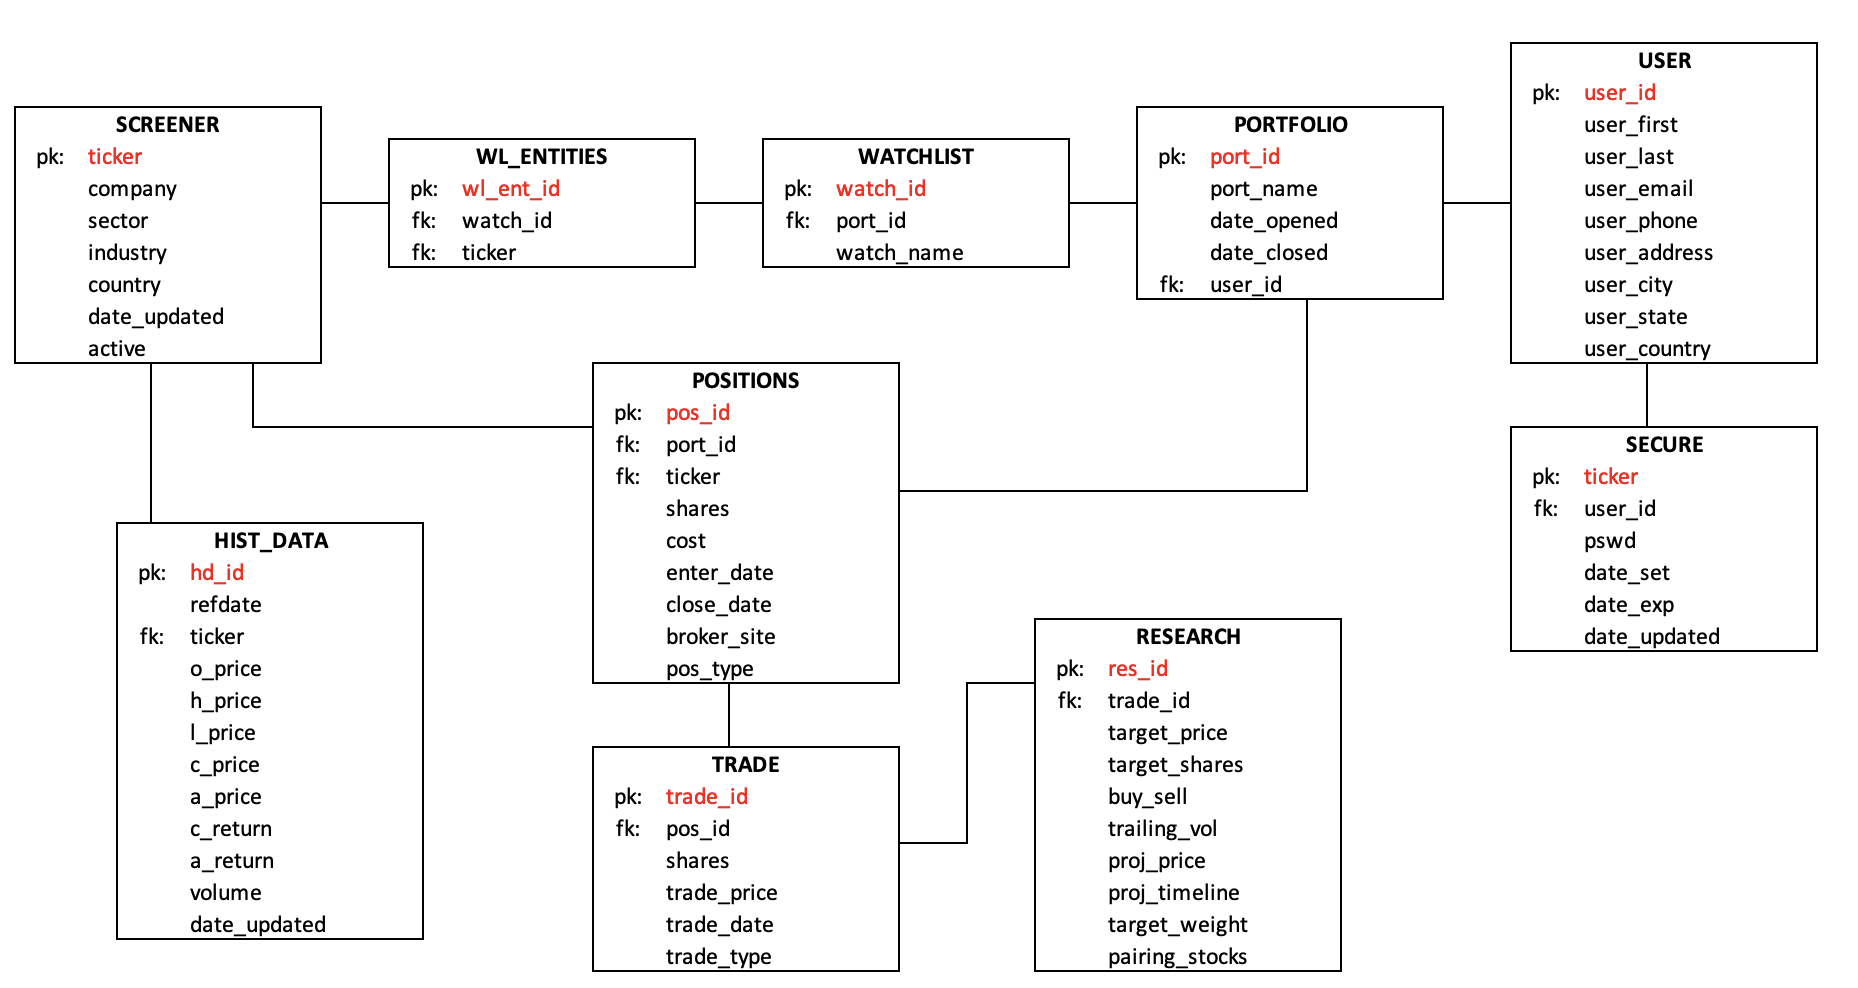 SCREENER
pk: ticker
company
sector
industry
country
date_updated
active
WL_ENTITIES
pk: wl_ent_id
fk: watch_id
fk: ticker
WATCHLIST
pk: watch_id
fk: port_id
watch_name
PORTFOLIO
pk: port_id
port_name
date_opened
date_closed
fk: user_id
USER
pk: user_id
user_first
user_last
user_email
user_phone
user_address
user_city
user_state
user_country
POSITIONS
pk: pos_id
fk: port_id
fk: ticker
shares
cost
enter_date
close_date
broker_site
pos_type
SECURE
pk: ticker
fk: user_id
pswd
date_set
date_exp
date_updated
HIST_DATA
pk: hd_id
refdate
fk: ticker
o_price
h_price
l_price
c_price
a_price
c_return
a_return
volume
date_updated
TRADE
pk: trade_id
fk: pos_id
shares
trade_price
trade_date
trade_type
RESEARCH
pk: res_id
fk: trade_id
target_price
target_shares
buy_sell
trailing_vol
proj_price
proj_timeline
target_weight
pairing_stocks